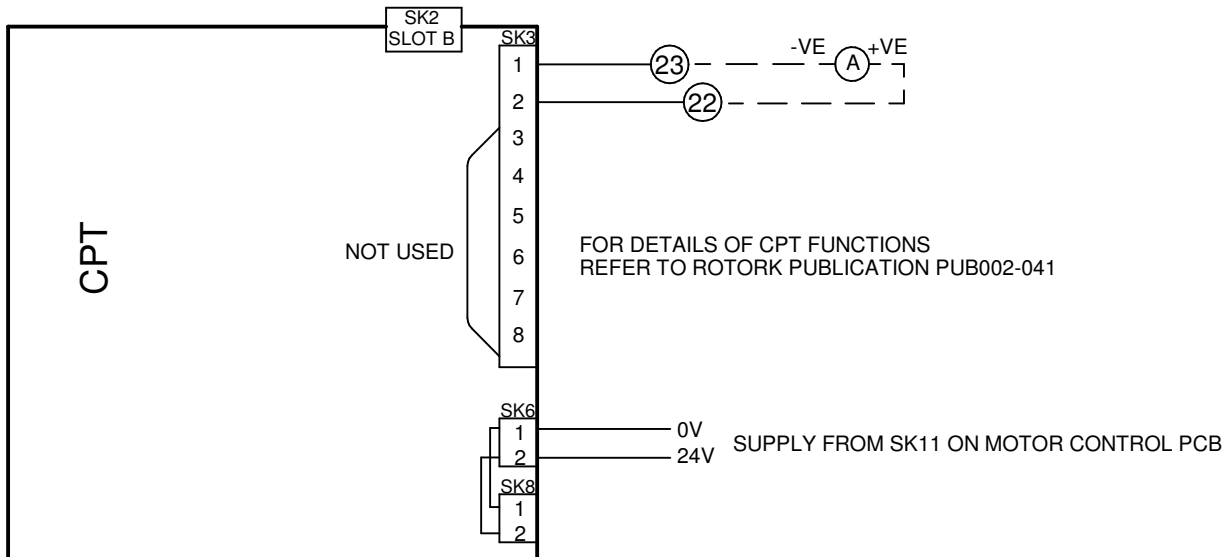 SK2
SLOT B
SK3
1
23
-VE
A
+VE
2
22
3
4
5
6
7
8
NOT USED
CPT
FOR DETAILS OF CPT FUNCTIONS
REFER TO ROTORK PUBLICATION PUB002-041
SK6
1
0V
2
24V
SUPPLY FROM SK11 ON MOTOR CONTROL PCB
SK8
1
2